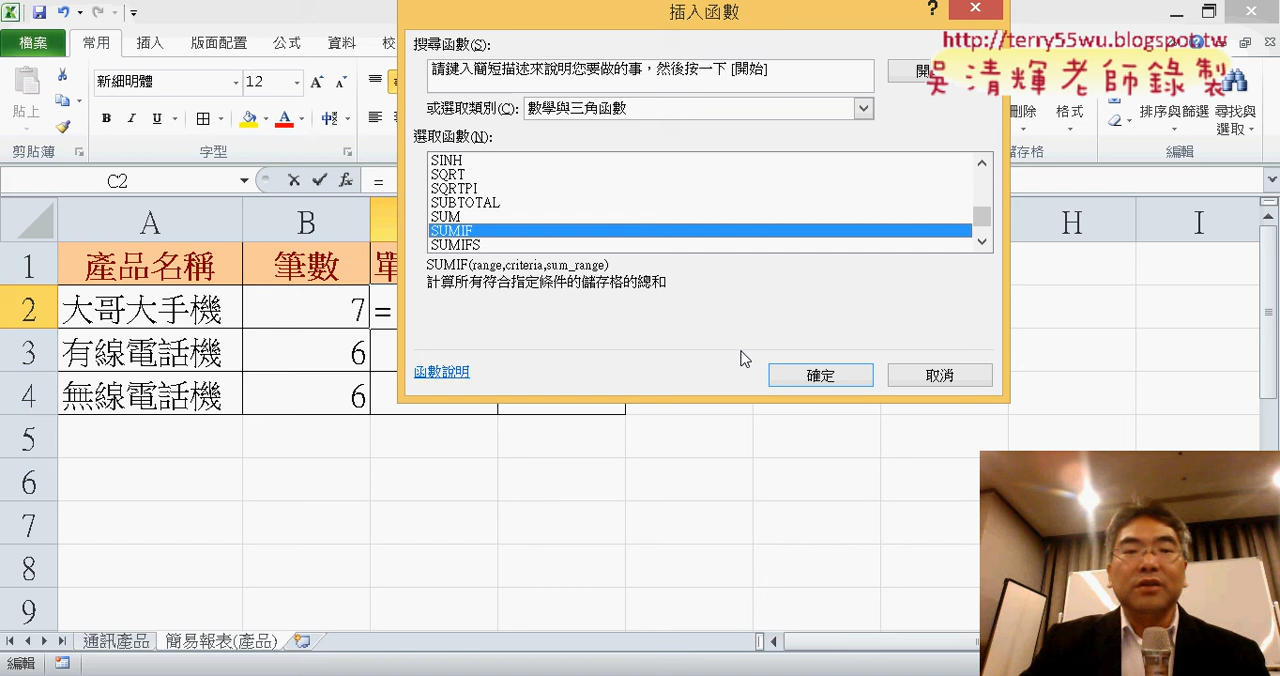 插入函數
http://terry55wu.blogspot.tw
吳清輝老師錄製
檔案 常用 插入 版面配置 公式 資料 校
搜尋函數(S):
請鍵入簡短描述來說明您要做的事，然後按一下 [開始]
或選取類別(C): 數學與三角函數
選取函數(N):
新細明體 12
貼上
B I U
刪除 格式 排序與篩選 尋找與
選取
剪貼簿 字型 儲存格 編輯
SINH
SQRT
SQRTPI
SUBTOTAL
SUM
SUMIF
SUMIFS
SUMIF(range,criteria,sum_range)
計算所有符合指定條件的儲存格的總和
函數說明 確定 取消
C2 fx =
A B H I
1 產品名稱 筆數 單
2 大哥大手機 7 =
3 有線電話機 6
4 無線電話機 6
5
6
7
8
9
通訊產品 簡易報表(產品)
編輯